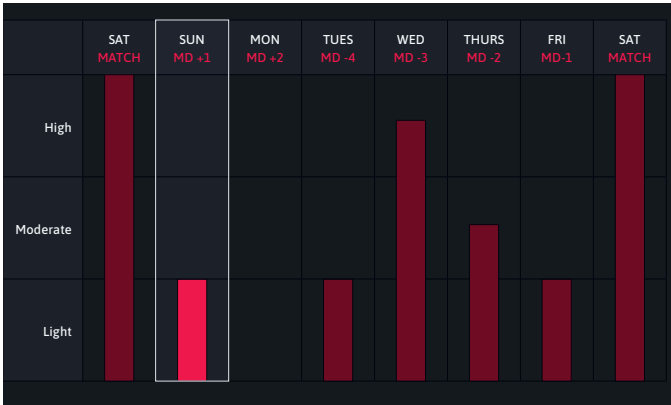 SAT SUN MON TUES WED THURS FRI SAT
MATCH MD +1 MD +2 MD -4 MD -3 MD -2 MD-1 MATCH
High
Moderate
Light